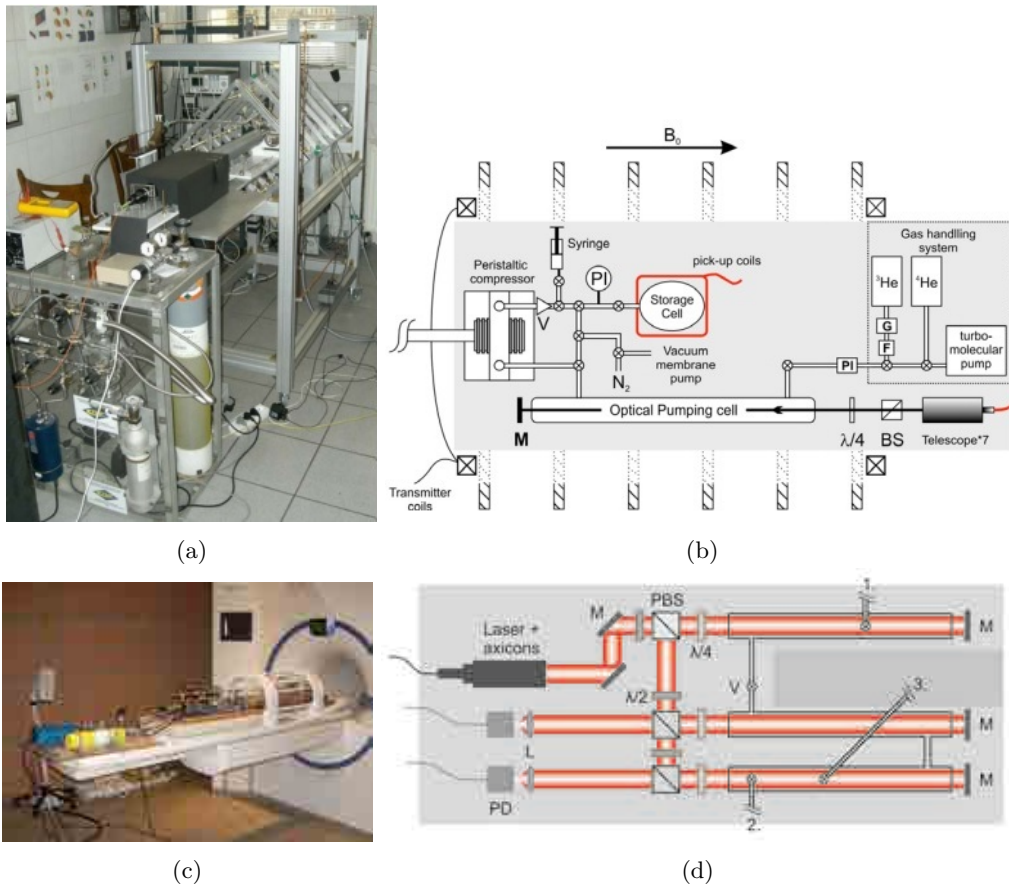 B₀
Syringe
Peristaltic
compressor
PI
pick-up coils
Storage
Cell
V
Gas handlling
system
³He
⁴He
G
F
turbo-
molecular
pump
PI
Vacuum
membrane
pump
N₂
Optical Pumping cell
M
λ/4
BS
Telescope*7
Transmitter
coils
(a)
(b)
Laser +
axicons
M
PBS
λ/4
1.
M
λ/2
V
3.
M
L
PD
2.
M
(c)
(d)